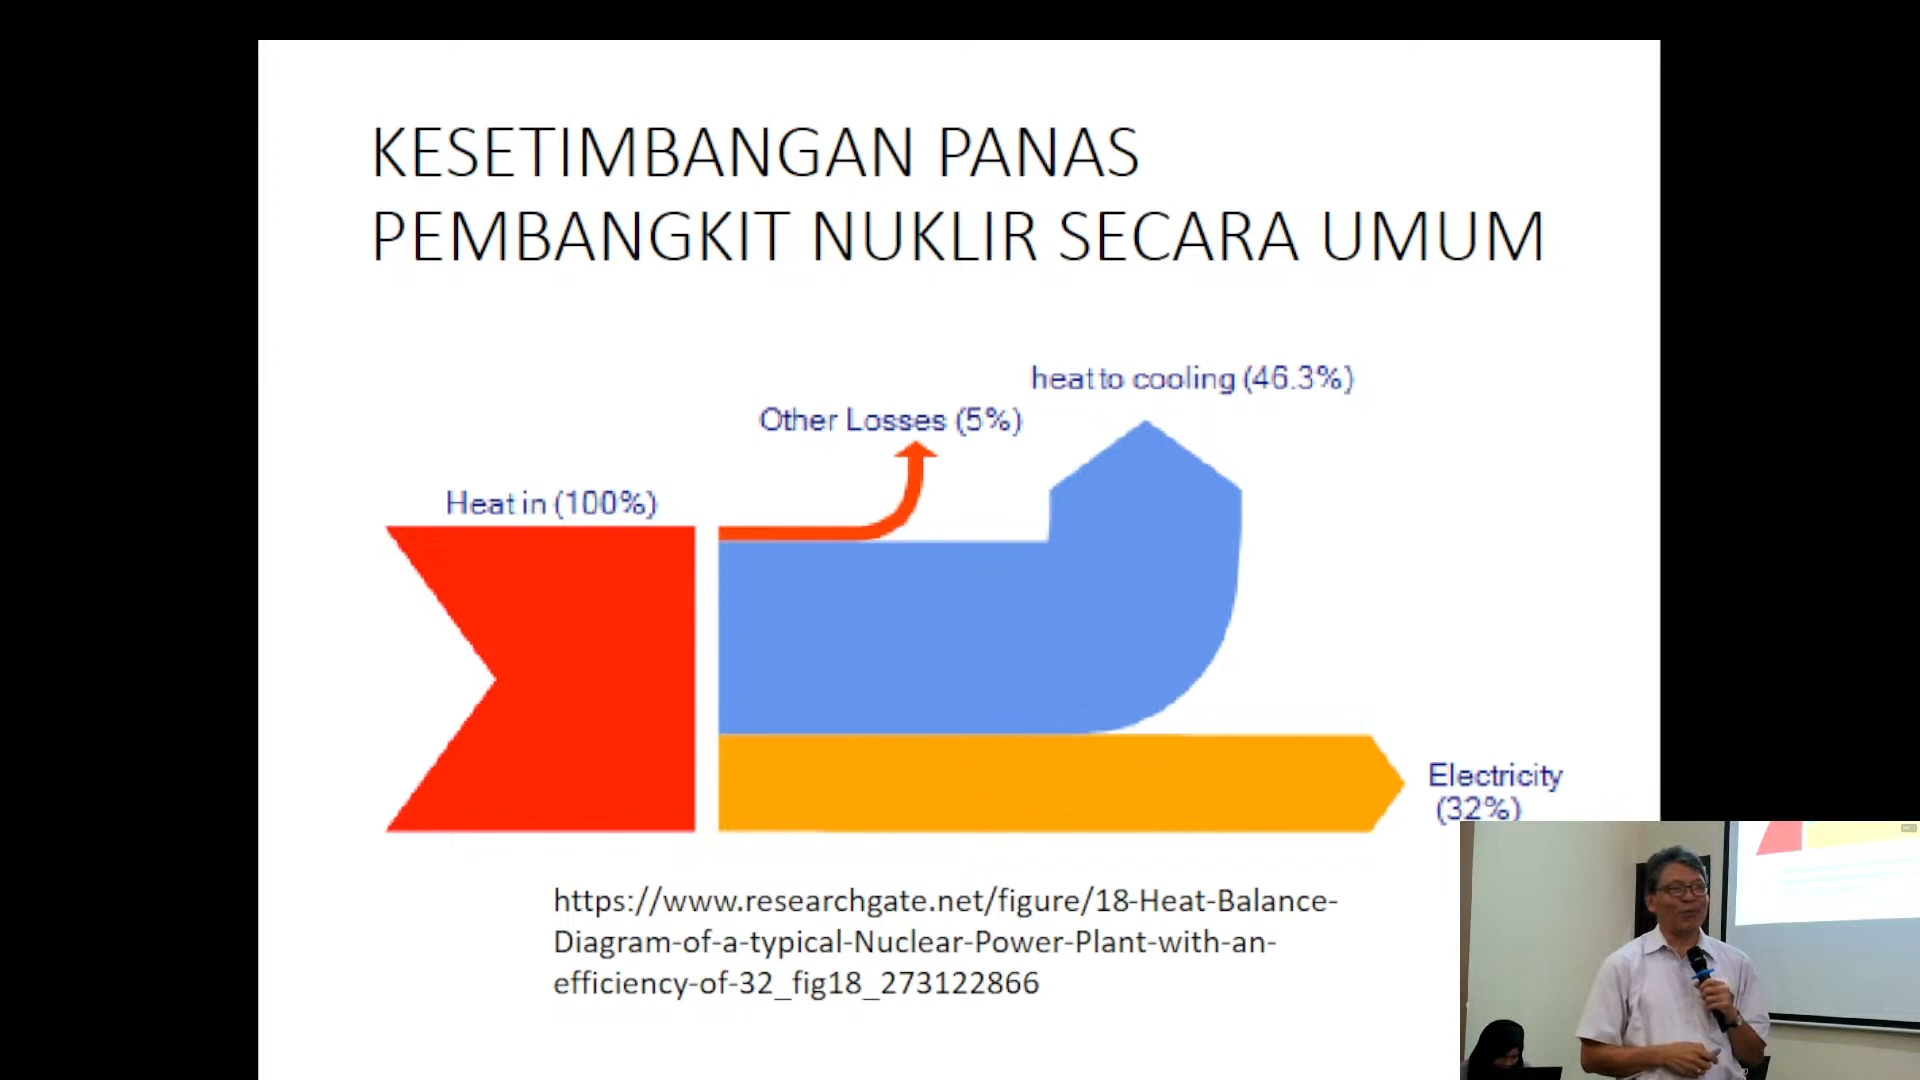 KESETIMBANGAN PANAS
PEMBANGKIT NUKLIR SECARA UMUM
heat to cooling (46.3%)
Other Losses (5%)
Heat in (100%)
Electricity
(32%)
https://www.researchgate.net/figure/18-Heat-Balance-
Diagram-of-a-typical-Nuclear-Power-Plant-with-an-
efficiency-of-32_fig18_273122866